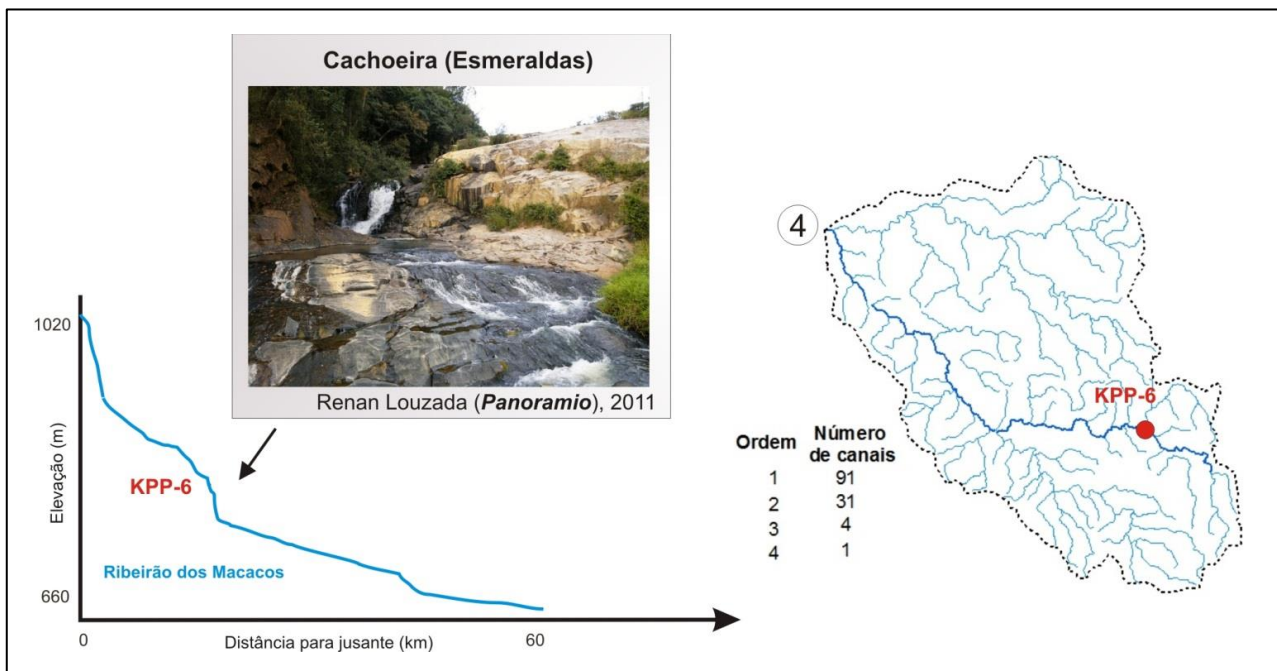 Cachoeira (Esmeraldas)
Renan Louzada (Panoramio), 2011
1020
Elevação (m)
KPP-6
Ribeirão dos Macacos
660
0
Distância para jusante (km)
60
4
KPP-6
Ordem Número de canais
1 91
2 31
3 4
4 1